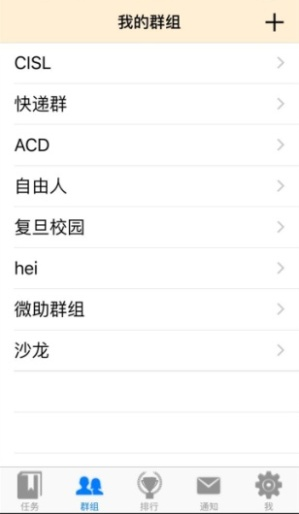 我的群组
CISL
快递群
ACD
自由人
复旦校园
hei
微助群组
沙龙
任务 群组 排行 通知 我